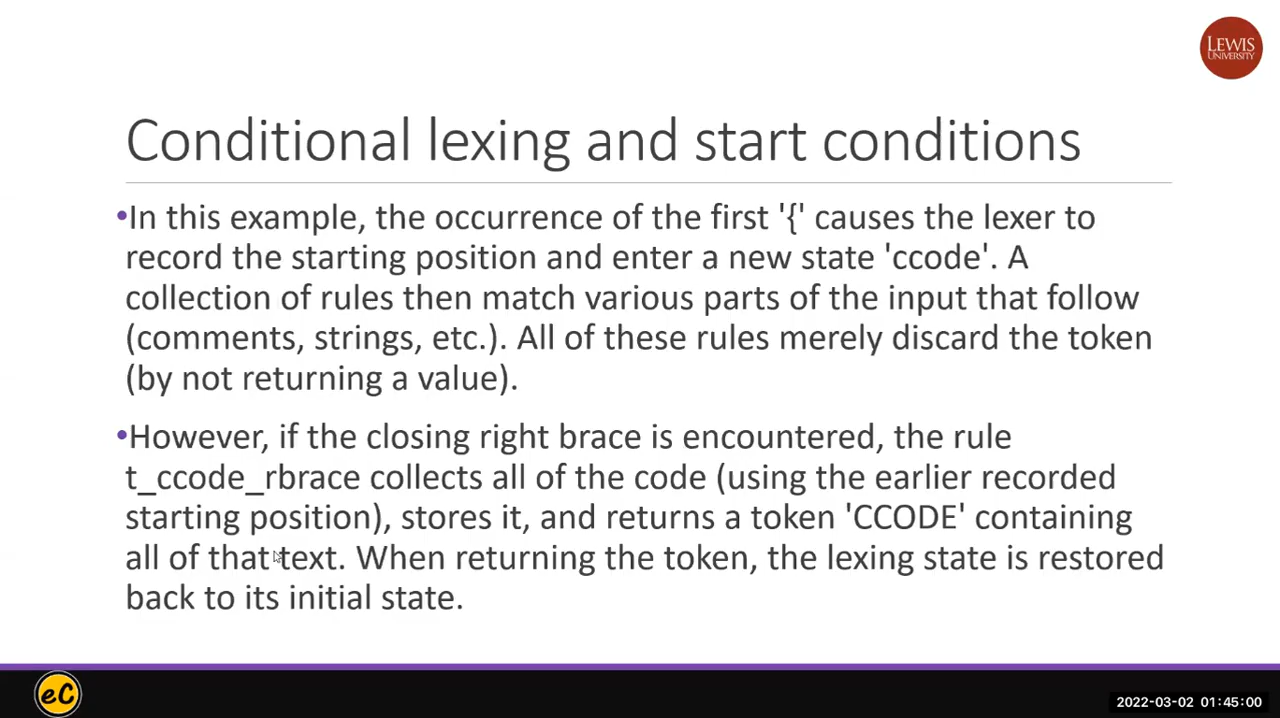 LEWIS
UNIVERSITY
Conditional lexing and start conditions
•In this example, the occurrence of the first '{' causes the lexer to
record the starting position and enter a new state 'ccode'. A
collection of rules then match various parts of the input that follow
(comments, strings, etc.). All of these rules merely discard the token
(by not returning a value).
•However, if the closing right brace is encountered, the rule
t_ccode_rbrace collects all of the code (using the earlier recorded
starting position), stores it, and returns a token 'CCODE' containing
all of that text. When returning the token, the lexing state is restored
back to its initial state.
eC
2022-03-02 01:45:00